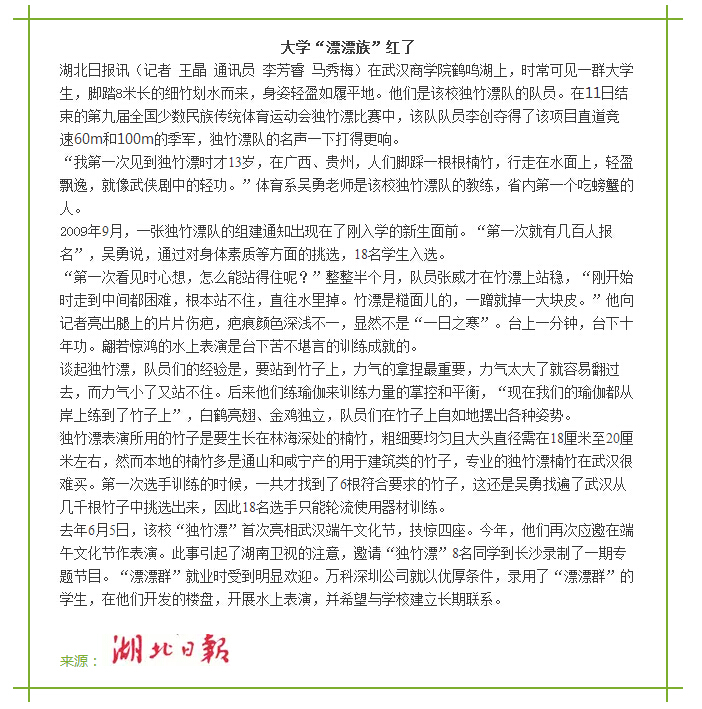 大学“漂漂族”红了
湖北日报讯（记者 王晶 通讯员 李芳睿 马秀梅）在武汉商学院鹤鸣湖上，时常可见一群大学
生，脚踏8米长的细竹划水而来，身姿轻盈如履平地。他们是该校独竹漂队的队员。在11日结
束的第九届全国少数民族传统体育运动会独竹漂比赛中，该队队员李创夺得了该项目直道竞
速60m和100m的季军，独竹漂队的名声一下打得更响。
“我第一次见到独竹漂时才13岁，在广西、贵州，人们脚踩一根根楠竹，行走在水面上，轻盈
飘逸，就像武侠剧中的轻功。”体育系吴勇老师是该校独竹漂队的教练，省内第一个吃螃蟹的
人。
2009年9月，一张独竹漂队的组建通知出现在了刚入学的新生面前。“第一次就有几百人报
名”，吴勇说，通过对身体素质等方面的挑选，18名学生入选。
“第一次看见时心想，怎么能站得住呢？”整整半个月，队员张威才在竹漂上站稳，“刚开始
时走到中间都困难，根本站不住，直往水里掉。竹漂是糙面儿的，一蹭就掉一大块皮。”他向
记者亮出腿上的片片伤疤，疤痕颜色深浅不一，显然不是“一日之寒”。台上一分钟，台下十
年功。翩若惊鸿的水上表演是台下苦不堪言的训练成就的。
谈起独竹漂，队员们的经验是，要站到竹子上，力气的拿捏最重要，力气太大了就容易翻过
去，而力气小了又站不住。后来他们练瑜伽来训练力量的掌控和平衡，“现在我们的瑜伽都从
岸上练到了竹子上”，白鹤亮翅、金鸡独立，队员们在竹子上自如地摆出各种姿势。
独竹漂表演所用的竹子是要生长在林海深处的楠竹，粗细要均匀且大头直径需在18厘米至20厘
米左右，然而本地的楠竹多是通山和咸宁产的用于建筑类的竹子，专业的独竹漂楠竹在武汉很
难买。第一次选手训练的时候，一共才找到了6根符合要求的竹子，这还是吴勇找遍了武汉从
几千根竹子中挑选出来，因此18名选手只能轮流使用器材训练。
去年6月5日，该校“独竹漂”首次亮相武汉端午文化节，技惊四座。今年，他们再次应邀在端
午文化节作表演。此事引起了湖南卫视的注意，邀请“独竹漂”8名同学到长沙录制了一期专
题节目。“漂漂群”就业时受到明显欢迎。万科深圳公司就以优厚条件，录用了“漂漂群”的
学生，在他们开发的楼盘，开展水上表演，并希望与学校建立长期联系。
来源：湖北日報